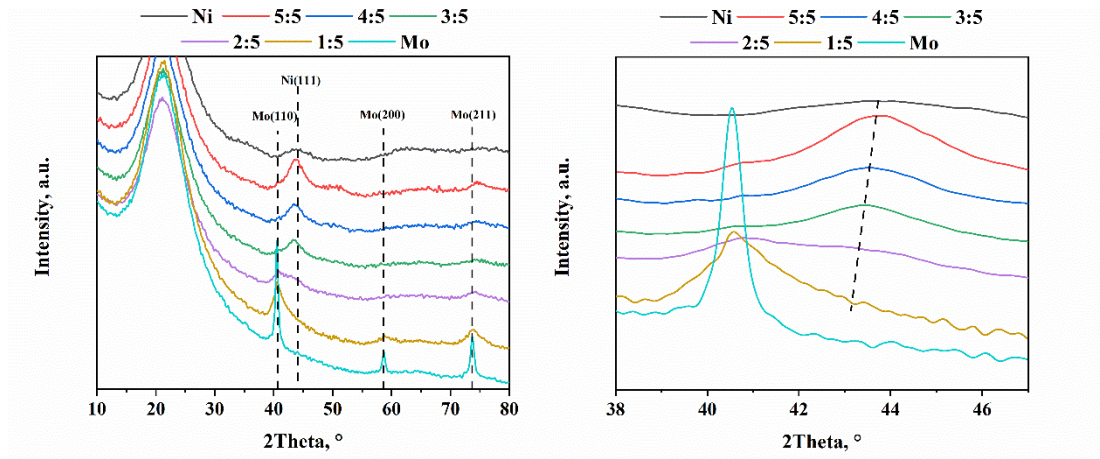 Ni 5:5 4:5 3:5
2:5 1:5 Mo
Ni(111)
Mo(110) Mo(200) Mo(211)
Intensity, a.u.
10 20 30 40 50 60 70 80
2Theta, °
Ni 5:5 4:5 3:5
2:5 1:5 Mo
Intensity, a.u.
38 40 42 44 46
2Theta, °